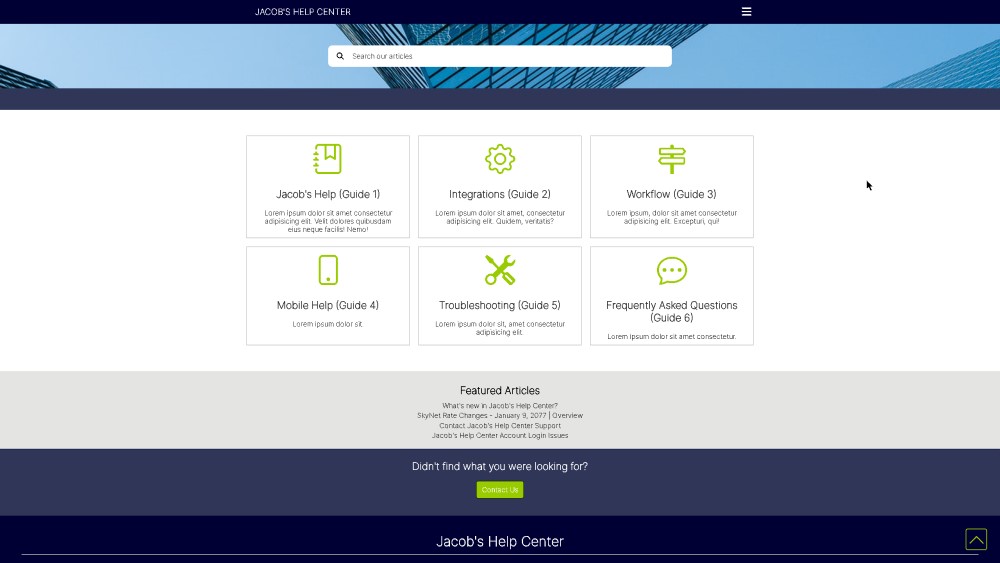 JACOB'S HELP CENTER
Search our articles
Jacob's Help (Guide 1)
Lorem ipsum dolor sit amet consectetur
adipisicing elit. Velit dolores quibusdam
eius neque facilis! Nemo!
Integrations (Guide 2)
Lorem ipsum dolor sit amet, consectetur
adipisicing elit. Quidem, veritatis?
Workflow (Guide 3)
Lorem ipsum, dolor sit amet consectetur
adipisicing elit. Excepturi, qui!
Mobile Help (Guide 4)
Lorem ipsum dolor sit.
Troubleshooting (Guide 5)
Lorem ipsum dolor sit, amet consectetur
adipisicing elit.
Frequently Asked Questions
(Guide 6)
Lorem ipsum dolor sit amet consectetur.
Featured Articles
What's new in Jacob's Help Center?
SkyNet Rate Changes - January 9, 2077 | Overview
Contact Jacob's Help Center Support
Jacob's Help Center Account Login Issues
Didn't find what you were looking for?
Contact Us
Jacob's Help Center